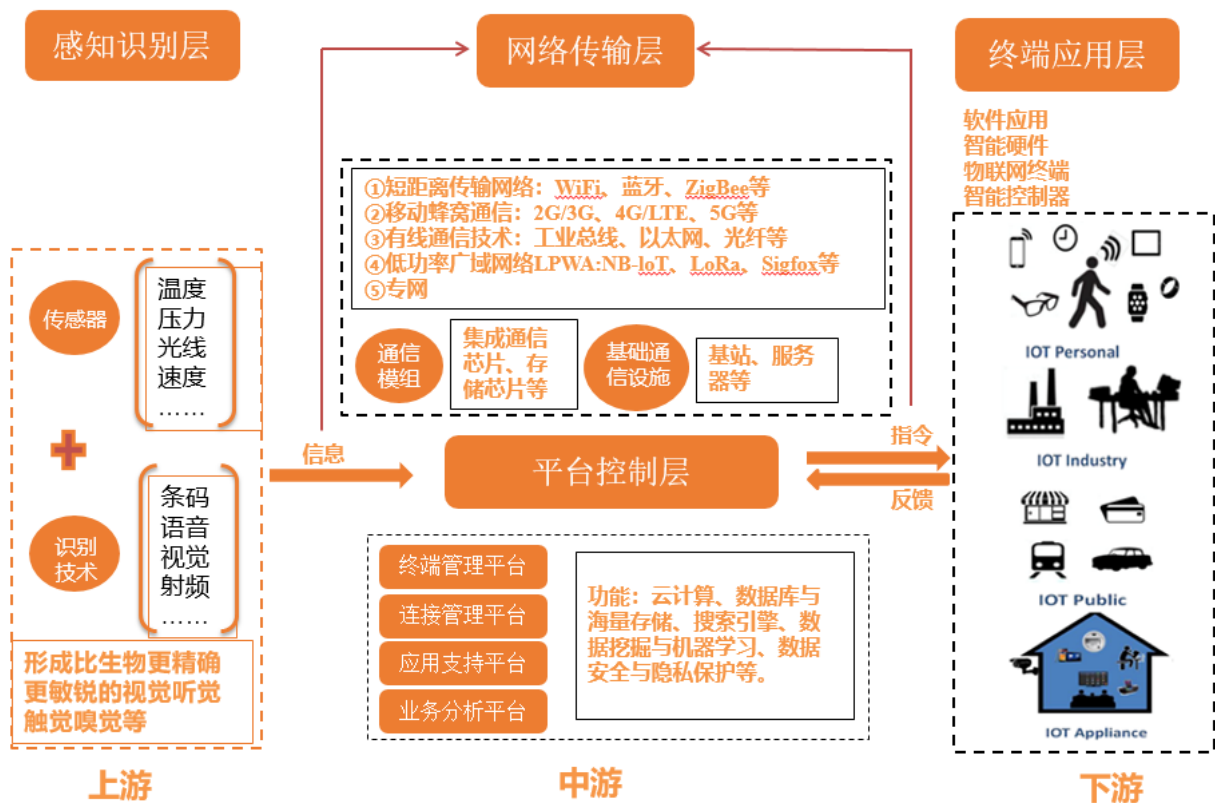 感知识别层
网络传输层
终端应用层
软件应用
智能硬件
物联网终端
智能控制器
①短距离传输网络：WiFi、蓝牙、ZigBee等
②移动蜂窝通信：2G/3G、4G/LTE、5G等
③有线通信技术：工业总线、以太网、光纤等
④低功率广域网络LPWA:NB-loT、LoRa、Sigfox等
⑤专网
通信
模组
集成通信
芯片、存
储芯片等
基础通
信设施
基站、服务
器等
传感器
温度
压力
光线
速度
……
识别
技术
条码
语音
视觉
射频
……
形成比生物更精确
更敏锐的视觉听觉
触觉嗅觉等
信息
平台控制层
指令
反馈
终端管理平台
连接管理平台
应用支持平台
业务分析平台
功能：云计算、数据库与
海量存储、搜索引擎、数
据挖掘与机器学习、数据
安全与隐私保护等。
IOT Personal
IOT Industry
IOT Public
IOT Appliance
上游
中游
下游